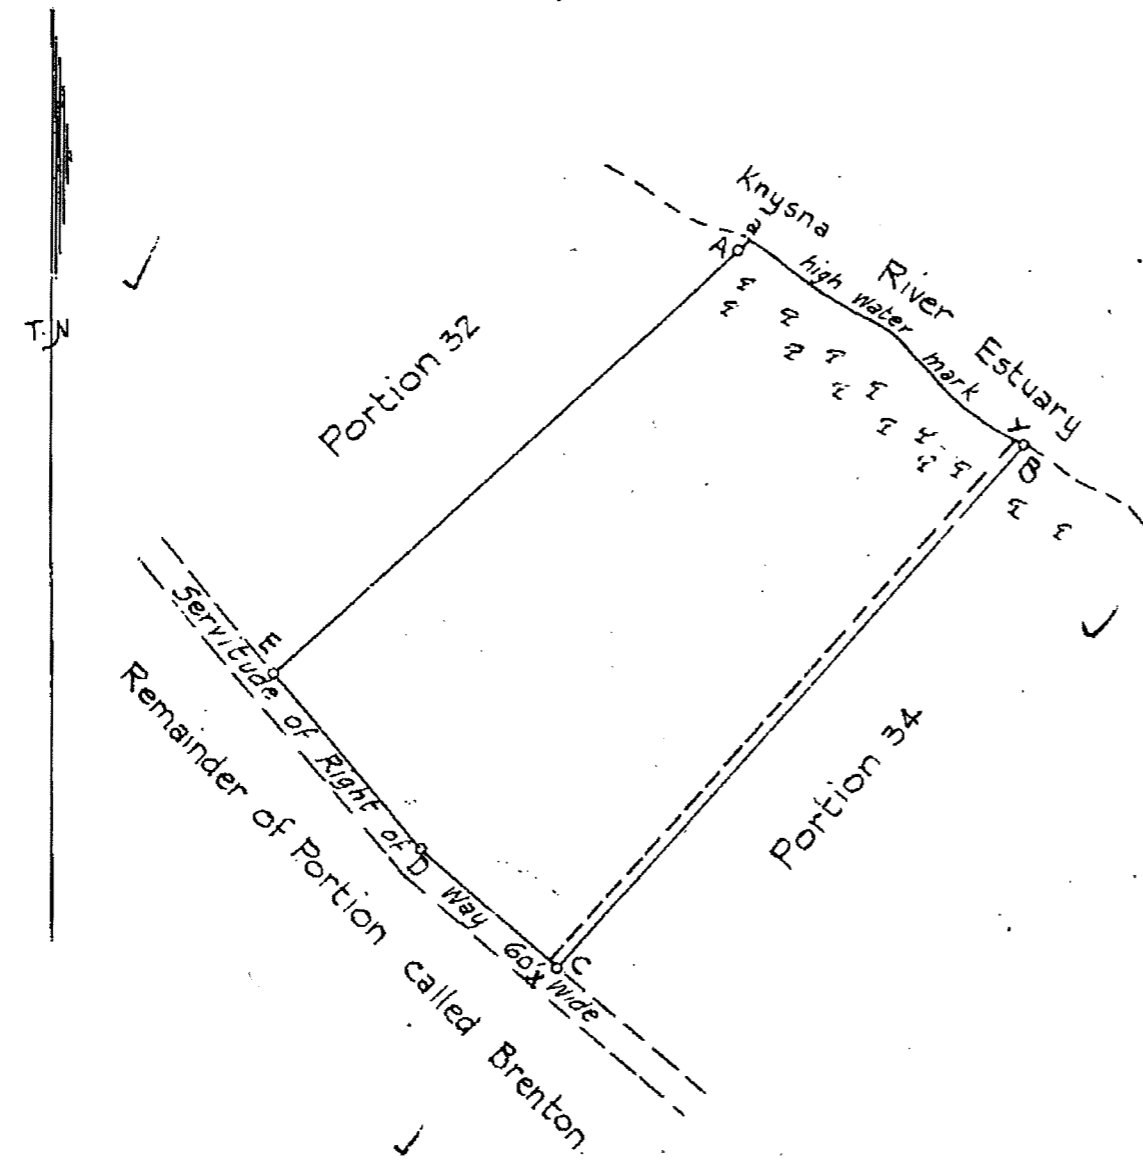 T.N
Knysna River Estuary
a
A
high water mark
Portion 32
y
B
E
Servitude of Right of Way 60' Wide
D
x
C
Portion 34
Remainder of Portion called Brenton.